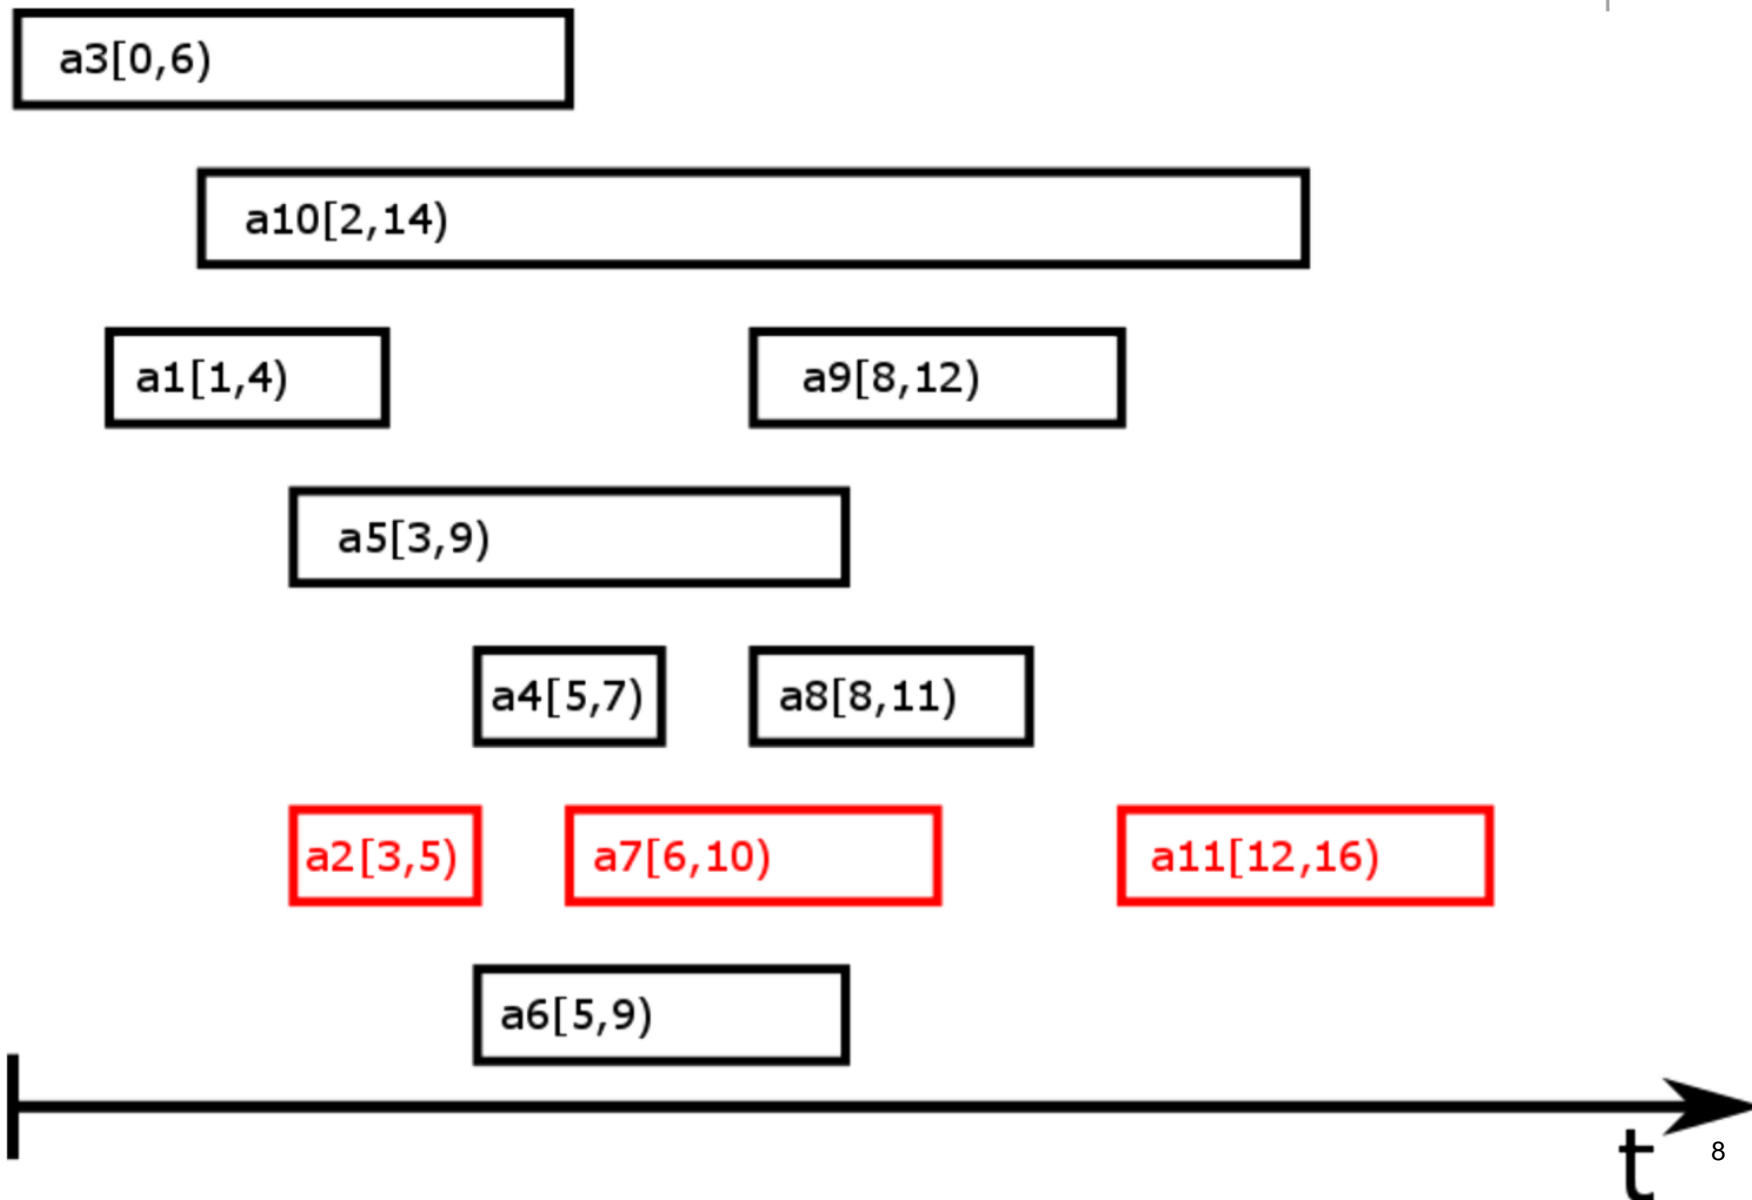 a3[0,6)
a10[2,14)
a1[1,4) a9[8,12)
a5[3,9)
a4[5,7) a8[8,11)
a2[3,5) a7[6,10) a11[12,16)
a6[5,9)
t
8